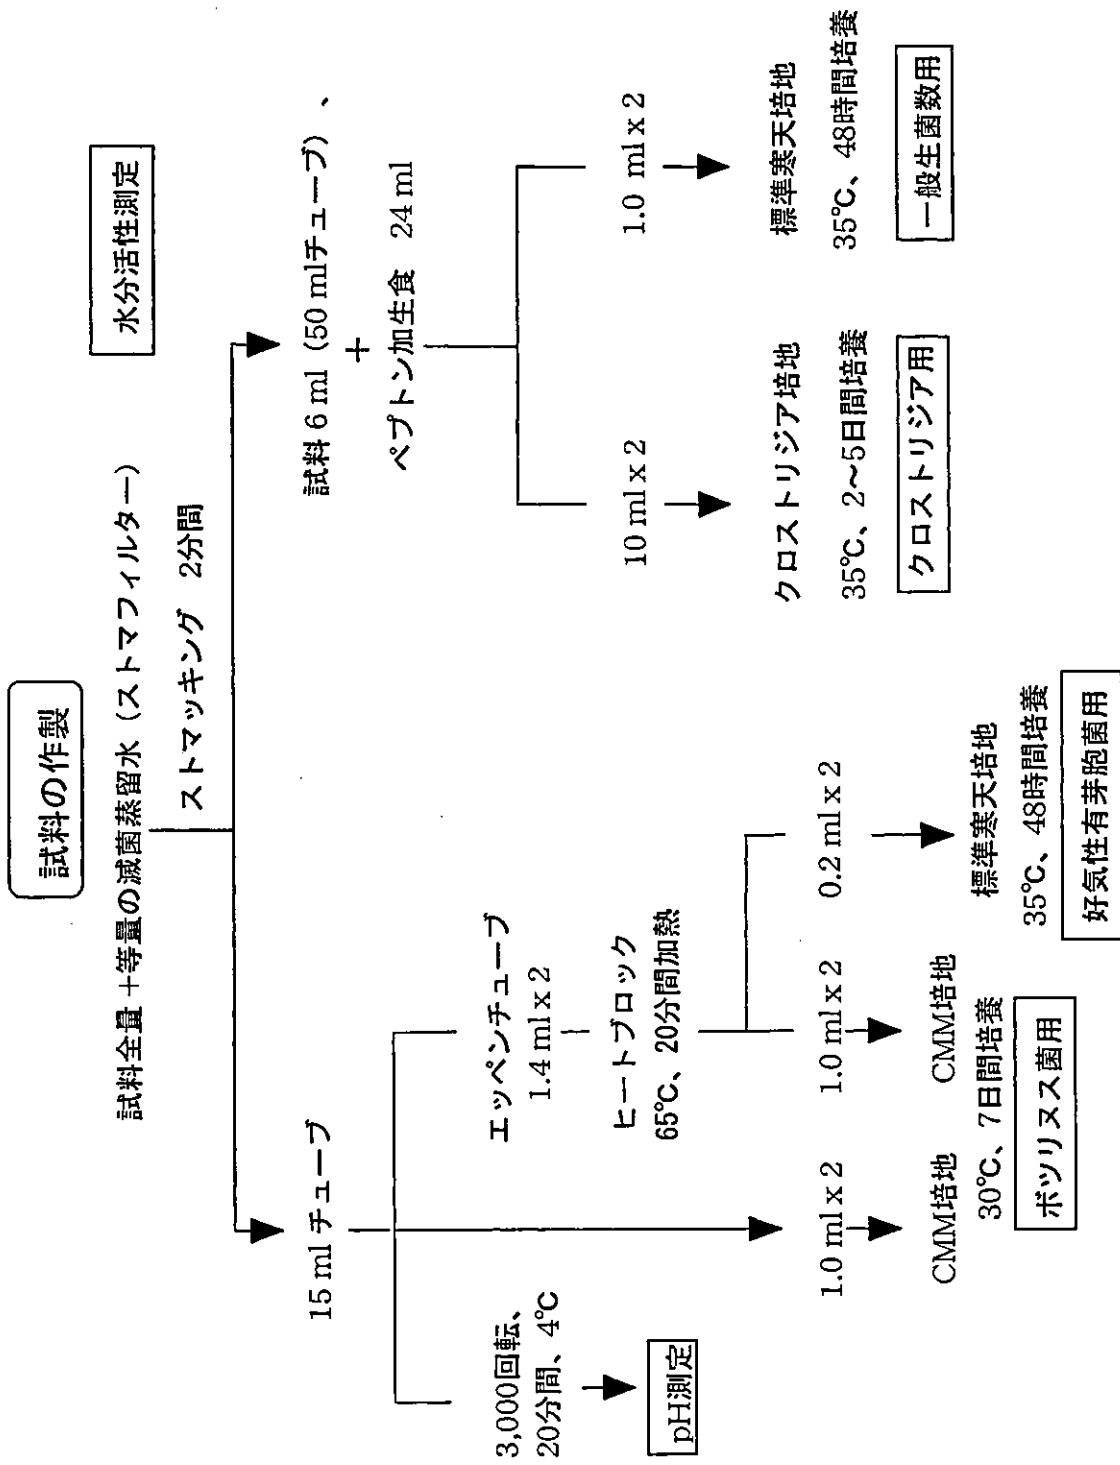 試料の作製
試料全量＋等量の滅菌蒸留水（ストマフィルター）
水分活性測定
ストマッキング 2分間
15 ml チューブ
試料 6 ml (50 mlチューブ)、
＋
ペプトン加生食 24 ml
3,000回転、
20分間、4℃
pH測定
エッペンチューブ
1.4 ml x 2
ヒートブロック
65℃、20分間加熱
10 ml x 2
1.0 ml x 2
クロストリジア培地
35℃、2〜5日間培養
クロストリジア用
標準寒天培地
35℃、48時間培養
一般生菌数用
1.0 ml x 2
1.0 ml x 2
0.2 ml x 2
CMM培地
CMM培地
30℃、7日間培養
ボツリヌス菌用
標準寒天培地
35℃、48時間培養
好気性有芽胞菌用